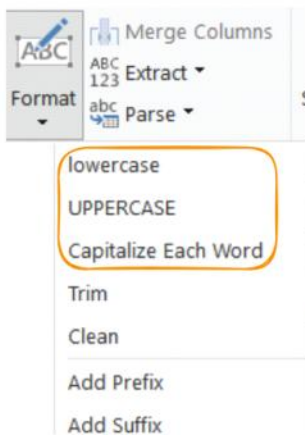 ABC
Merge Columns
ABC
123 Extract
Format
abc
Parse
lowercase
UPPERCASE
Capitalize Each Word
Trim
Clean
Add Prefix
Add Suffix